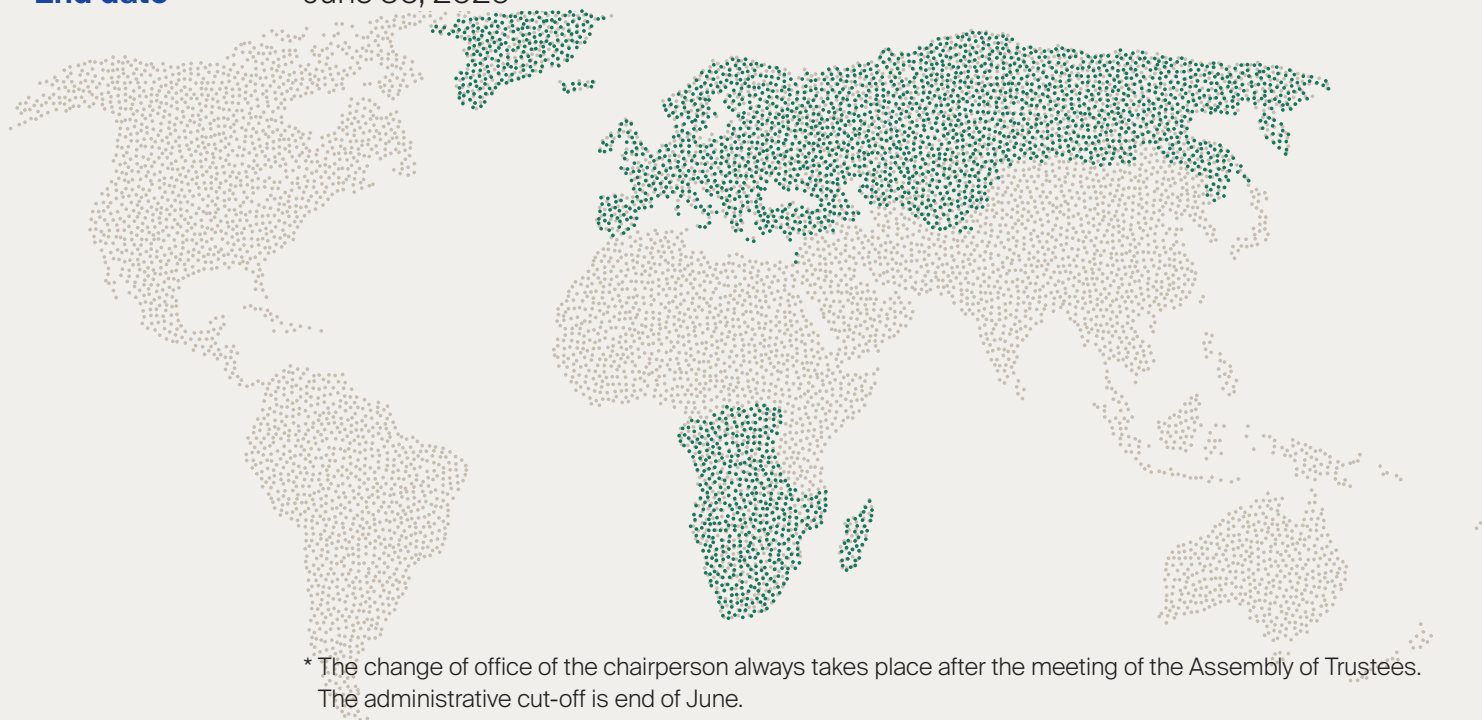 End date June 30, 2025
* The change of office of the chairperson always takes place after the meeting of the Assembly of Trustees.
The administrative cut-off is end of June.